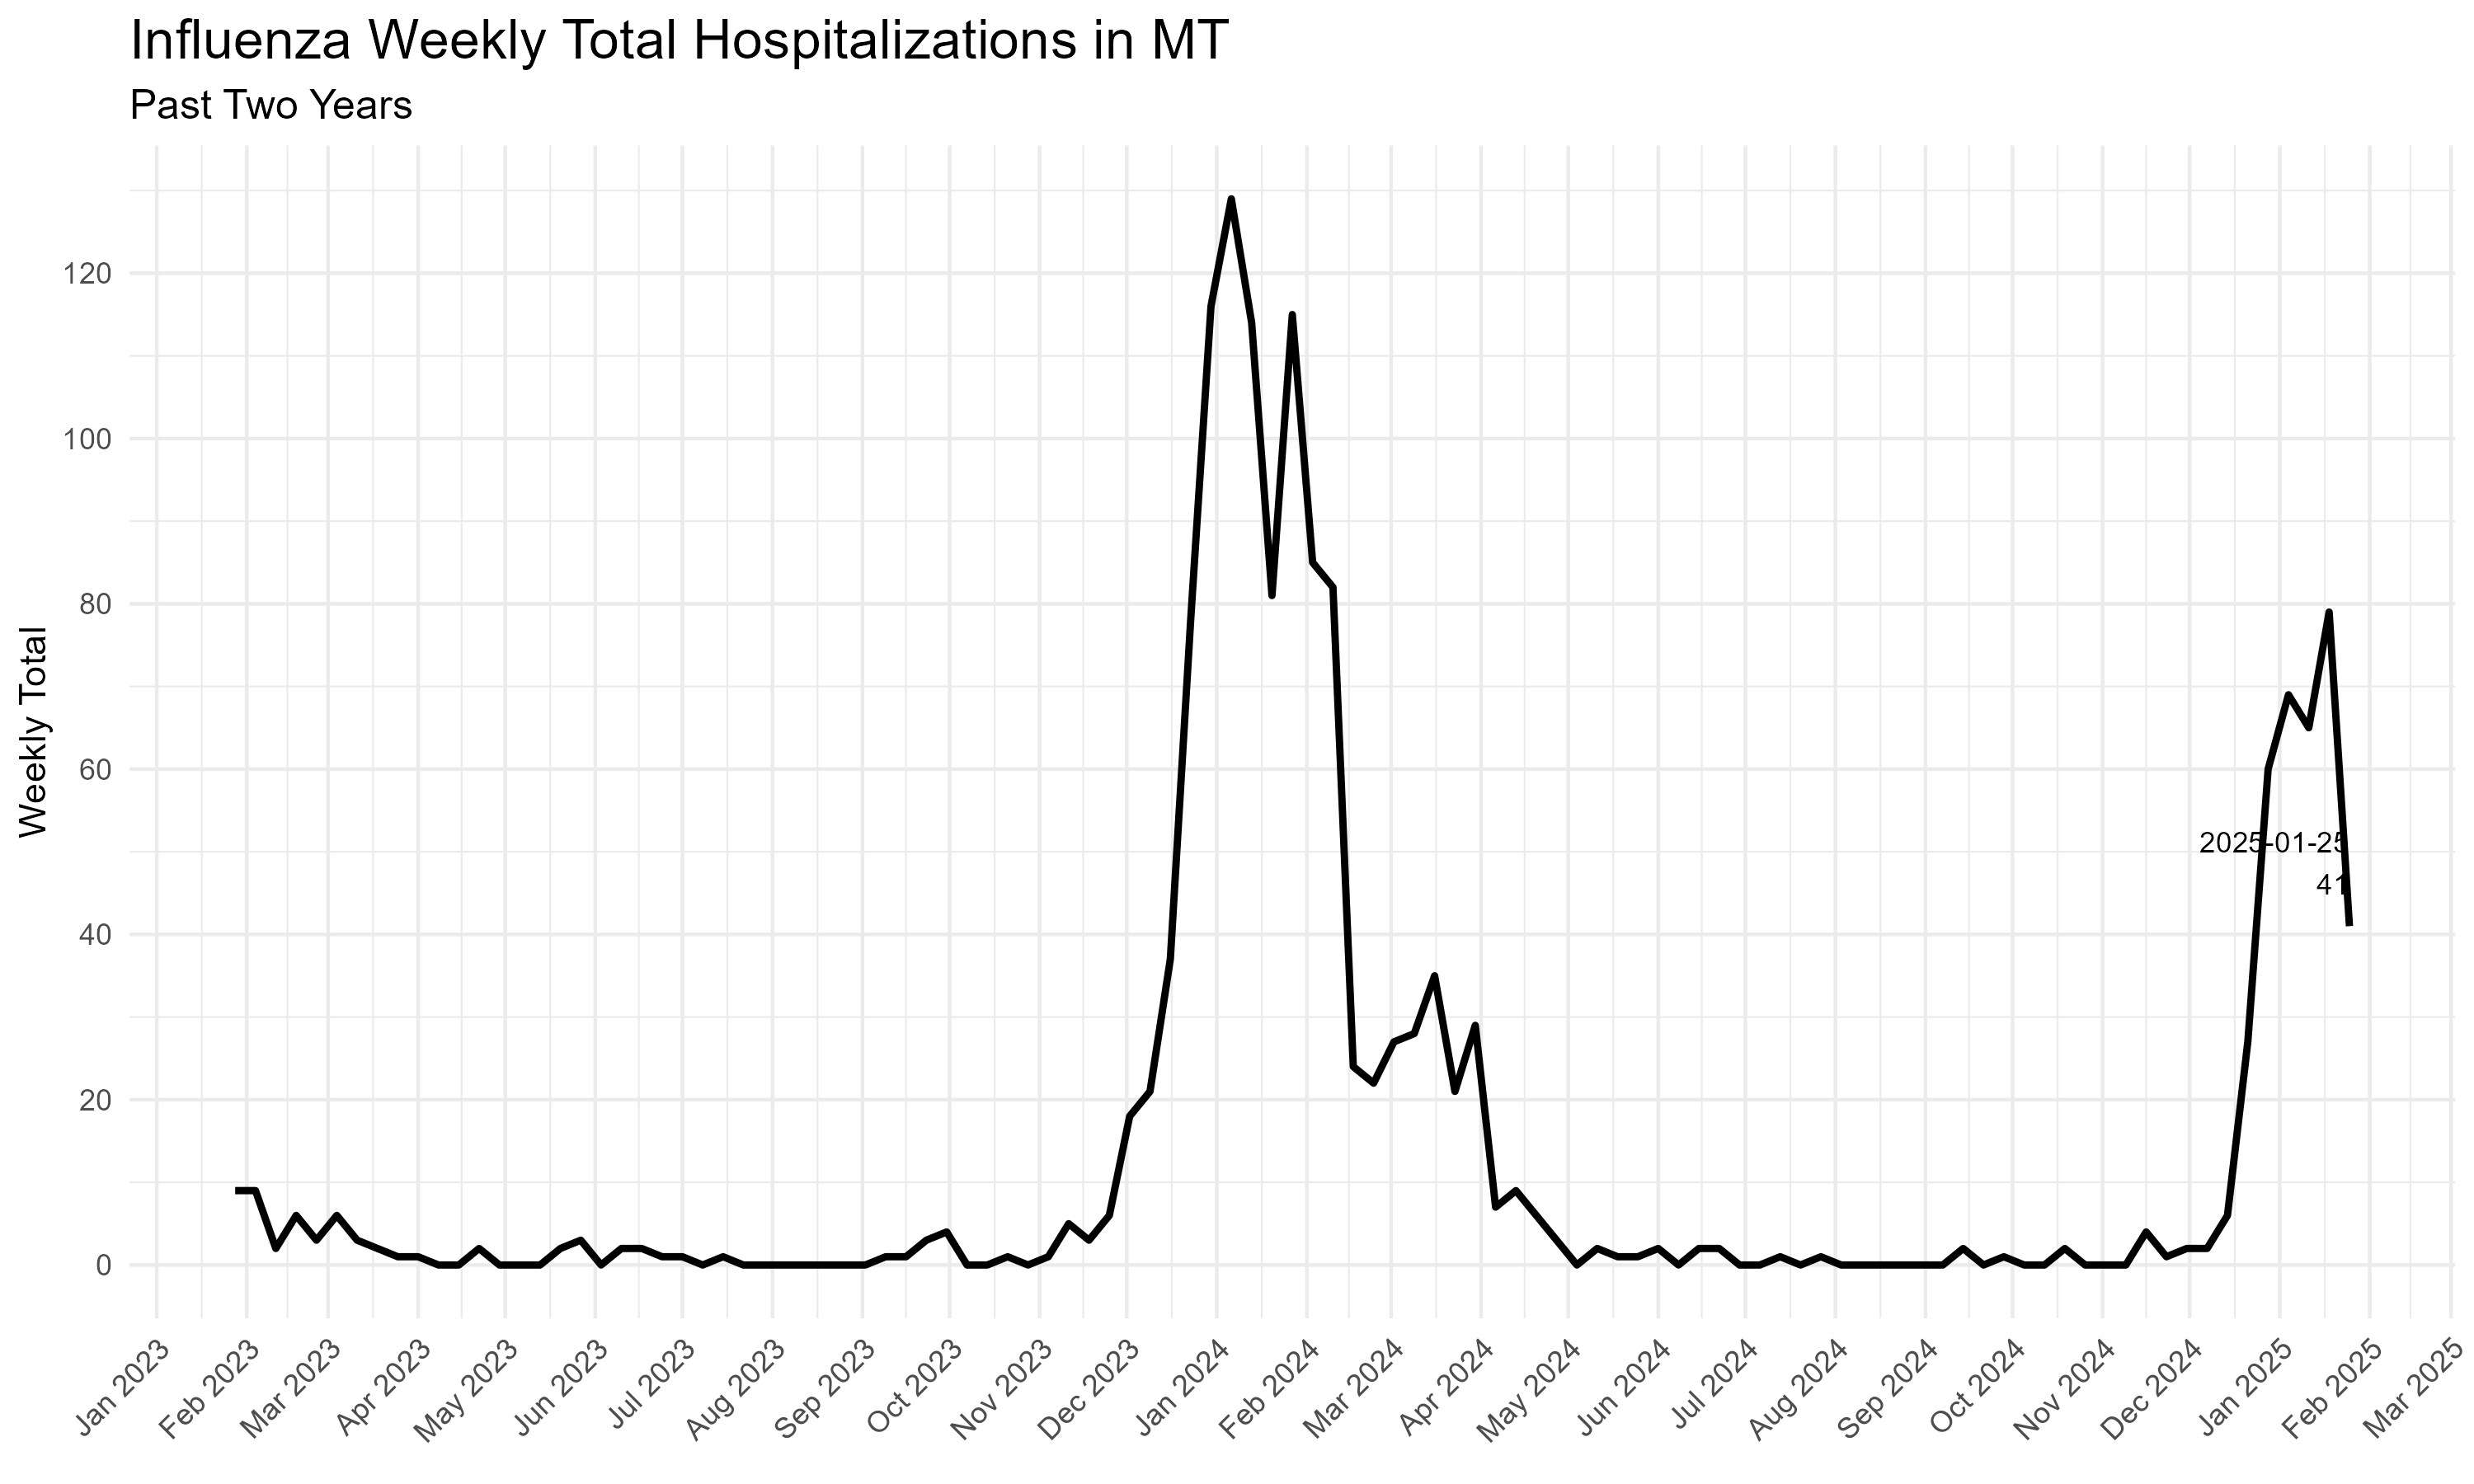 Influenza Weekly Total Hospitalizations in MT
Past Two Years
Weekly Total
120
100
80
60
40
20
0
2025-01-25
41
Jan 2023
Feb 2023
Mar 2023
Apr 2023
May 2023
Jun 2023
Jul 2023
Aug 2023
Sep 2023
Oct 2023
Nov 2023
Dec 2023
Jan 2024
Feb 2024
Mar 2024
Apr 2024
May 2024
Jun 2024
Jul 2024
Aug 2024
Sep 2024
Oct 2024
Nov 2024
Dec 2024
Jan 2025
Feb 2025
Mar 2025